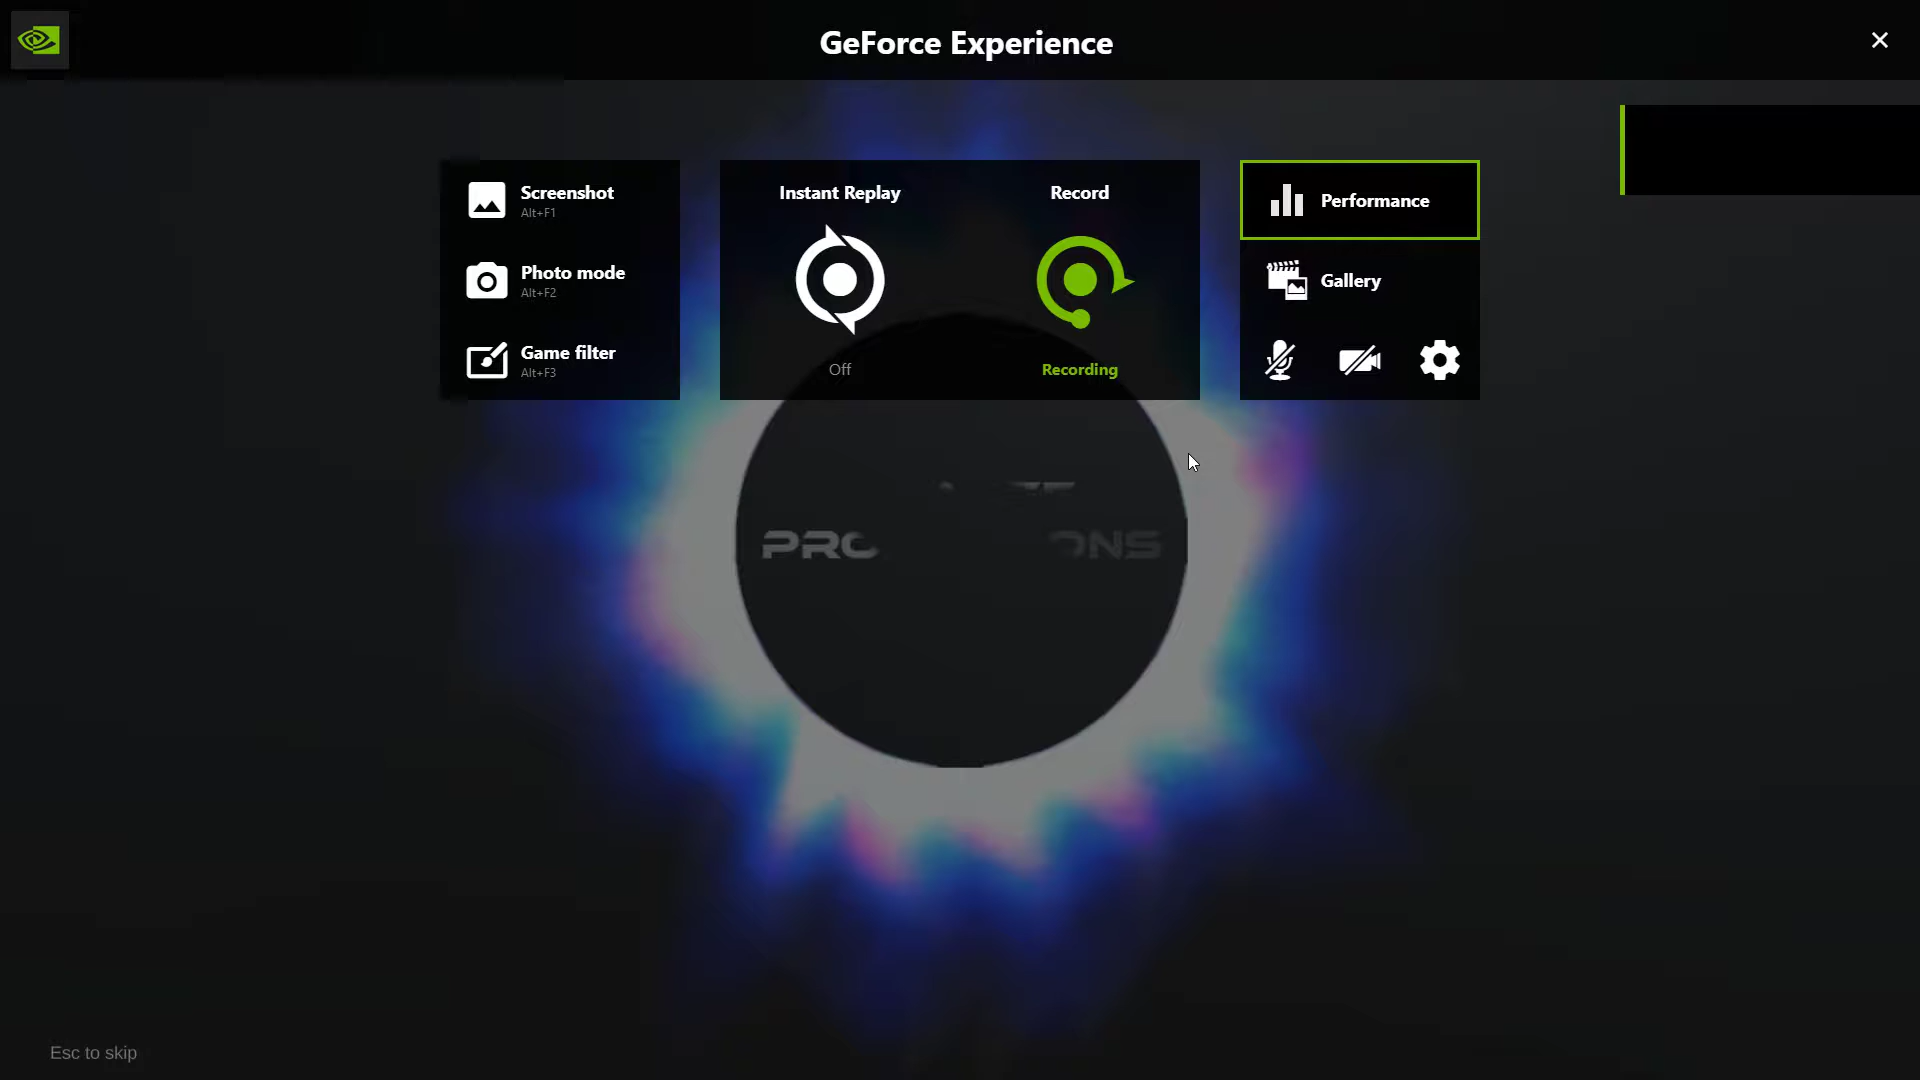 GeForce Experience
Screenshot
Alt+F1
Photo mode
Alt+F2
Game filter
Alt+F3
Instant Replay
Off
Record
Recording
Performance
Gallery
Esc to skip